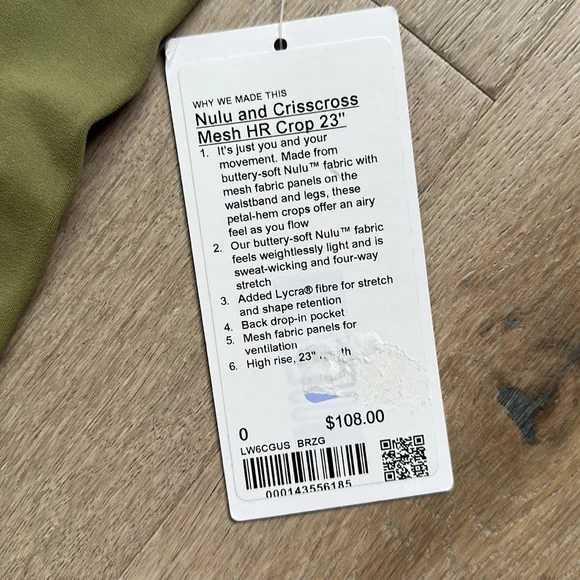 WHY WE MADE THIS
Nulu and Crisscross
Mesh HR Crop 23"
1. It's just you and your
movement. Made from
buttery-soft Nulu™ fabric with
mesh fabric panels on the
waistband and legs, these
petal-hem crops offer an airy
feel as you flow
2. Our buttery-soft Nulu™ fabric
feels weightlessly light and is
sweat-wicking and four-way
stretch
3. Added Lycra® fibre for stretch
and shape retention
4. Back drop-in pocket
5. Mesh fabric panels for
ventilation
6. High rise, 23"
0 $108.00
LW6CGUS BRZG
000143556185